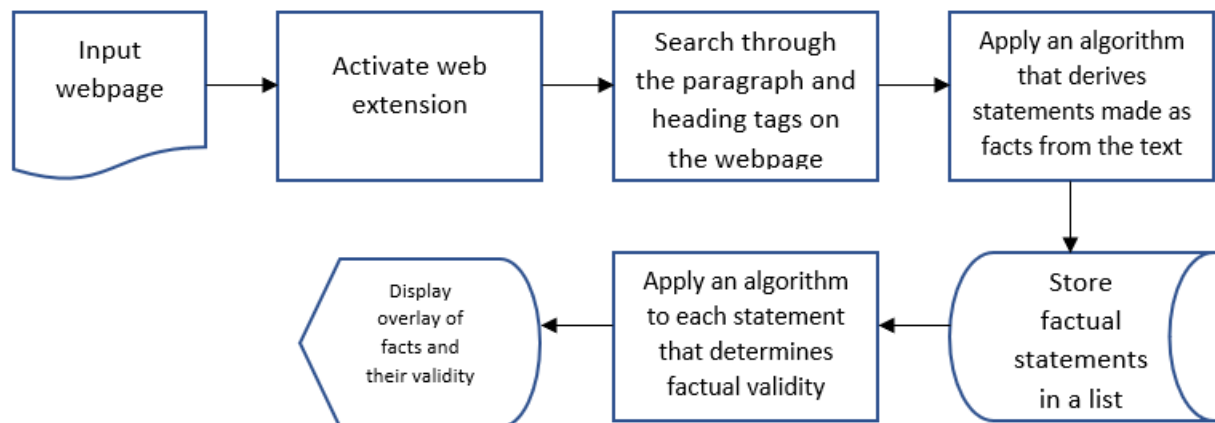 Input
webpage
Activate web
extension
Search through
the paragraph and
heading tags on
the webpage
Apply an algorithm
that derives
statements made as
facts from the text
Store
factual
statements
in a list
Apply an algorithm
to each statement
that determines
factual validity
Display
overlay of
facts and
their validity